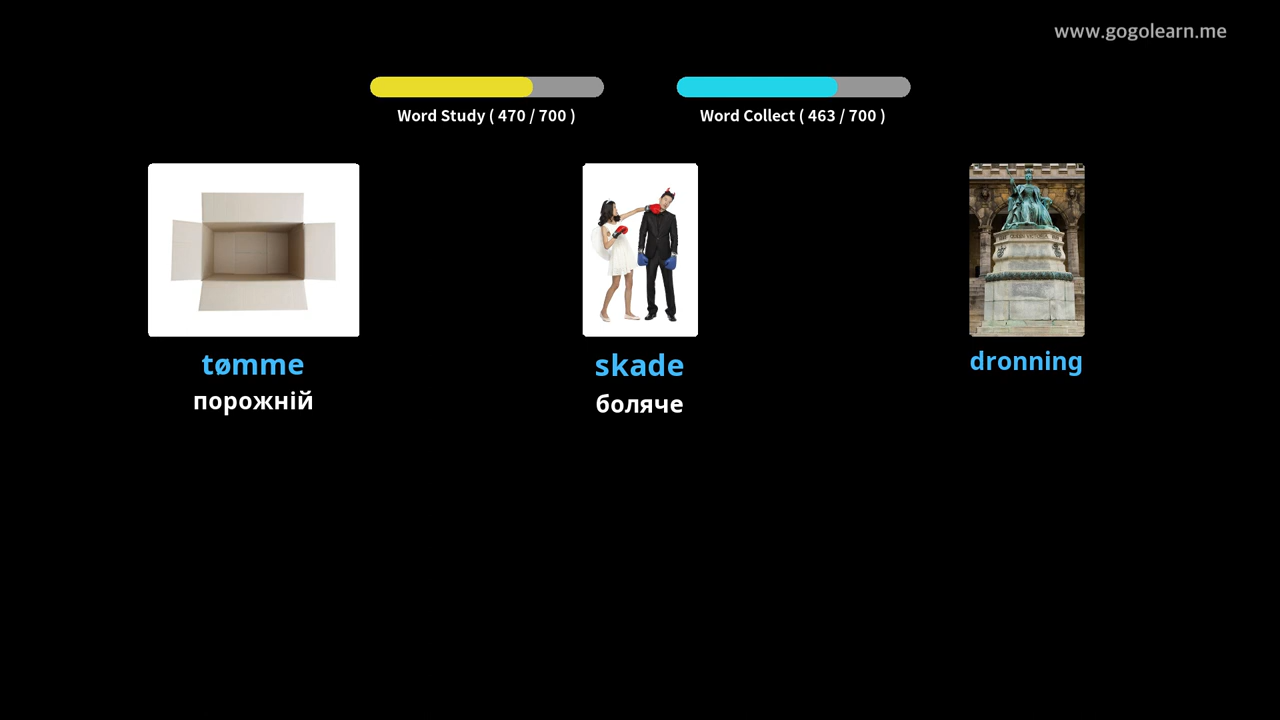 www.gogolearn.me
Word Study ( 470 / 700 )
Word Collect ( 463 / 700 )
tømme
skade
dronning
порожній
боляче